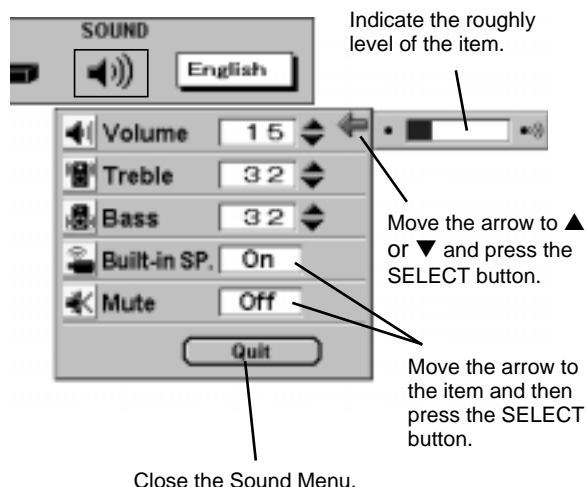 Indicate the roughly
level of the item.
SOUND
English
Volume 15
Treble 32
Bass 32
Built-in SP. On
Mute Off
Quit
Move the arrow to ▲
or ▼ and press the
SELECT button.
Move the arrow to
the item and then
press the SELECT
button.
Close the Sound Menu.